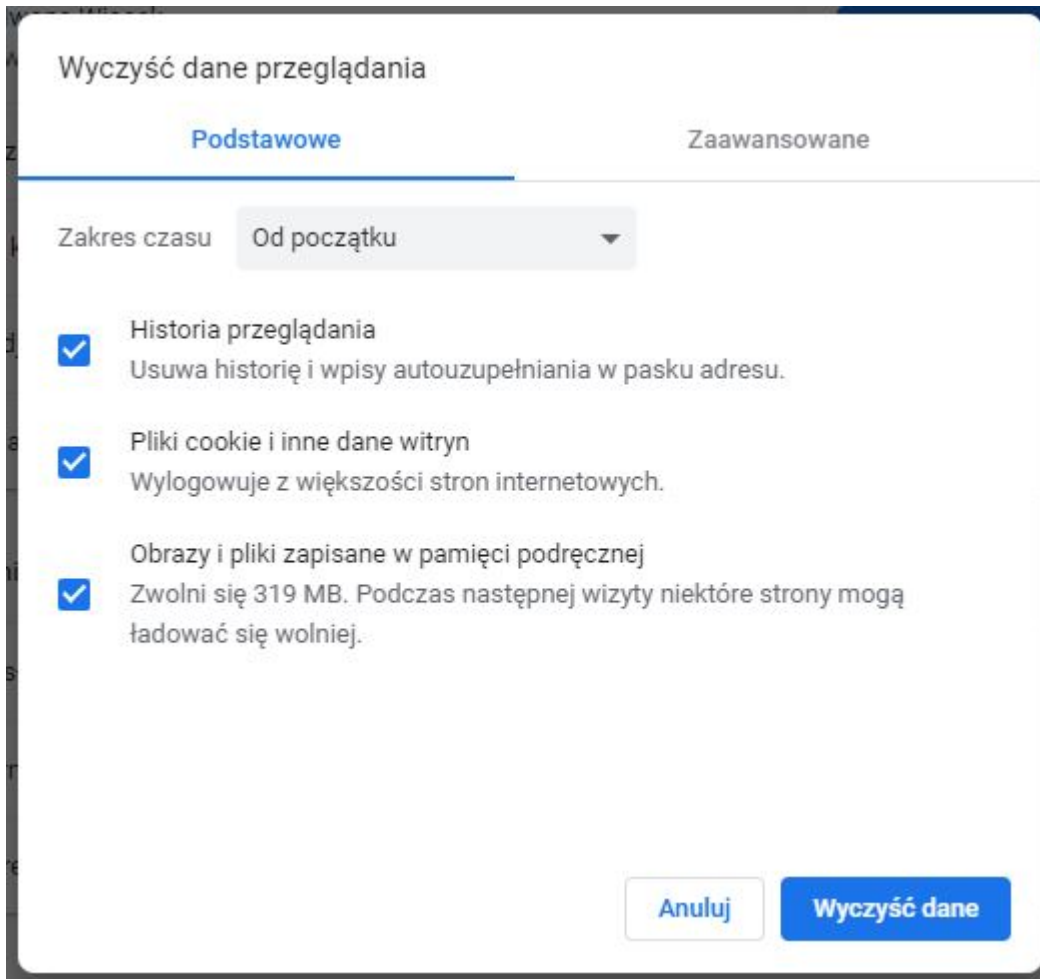 Wyczyść dane przeglądania
Podstawowe
Zaawansowane
Zakres czasu
Od początku
Historia przeglądania
Usuwa historię i wpisy autouzupełniania w pasku adresu.
Pliki cookie i inne dane witryn
Wylogowuje z większości stron internetowych.
Obrazy i pliki zapisane w pamięci podręcznej
Zwolni się 319 MB. Podczas następnej wizyty niektóre strony mogą
ładować się wolniej.
Anuluj
Wyczyść dane